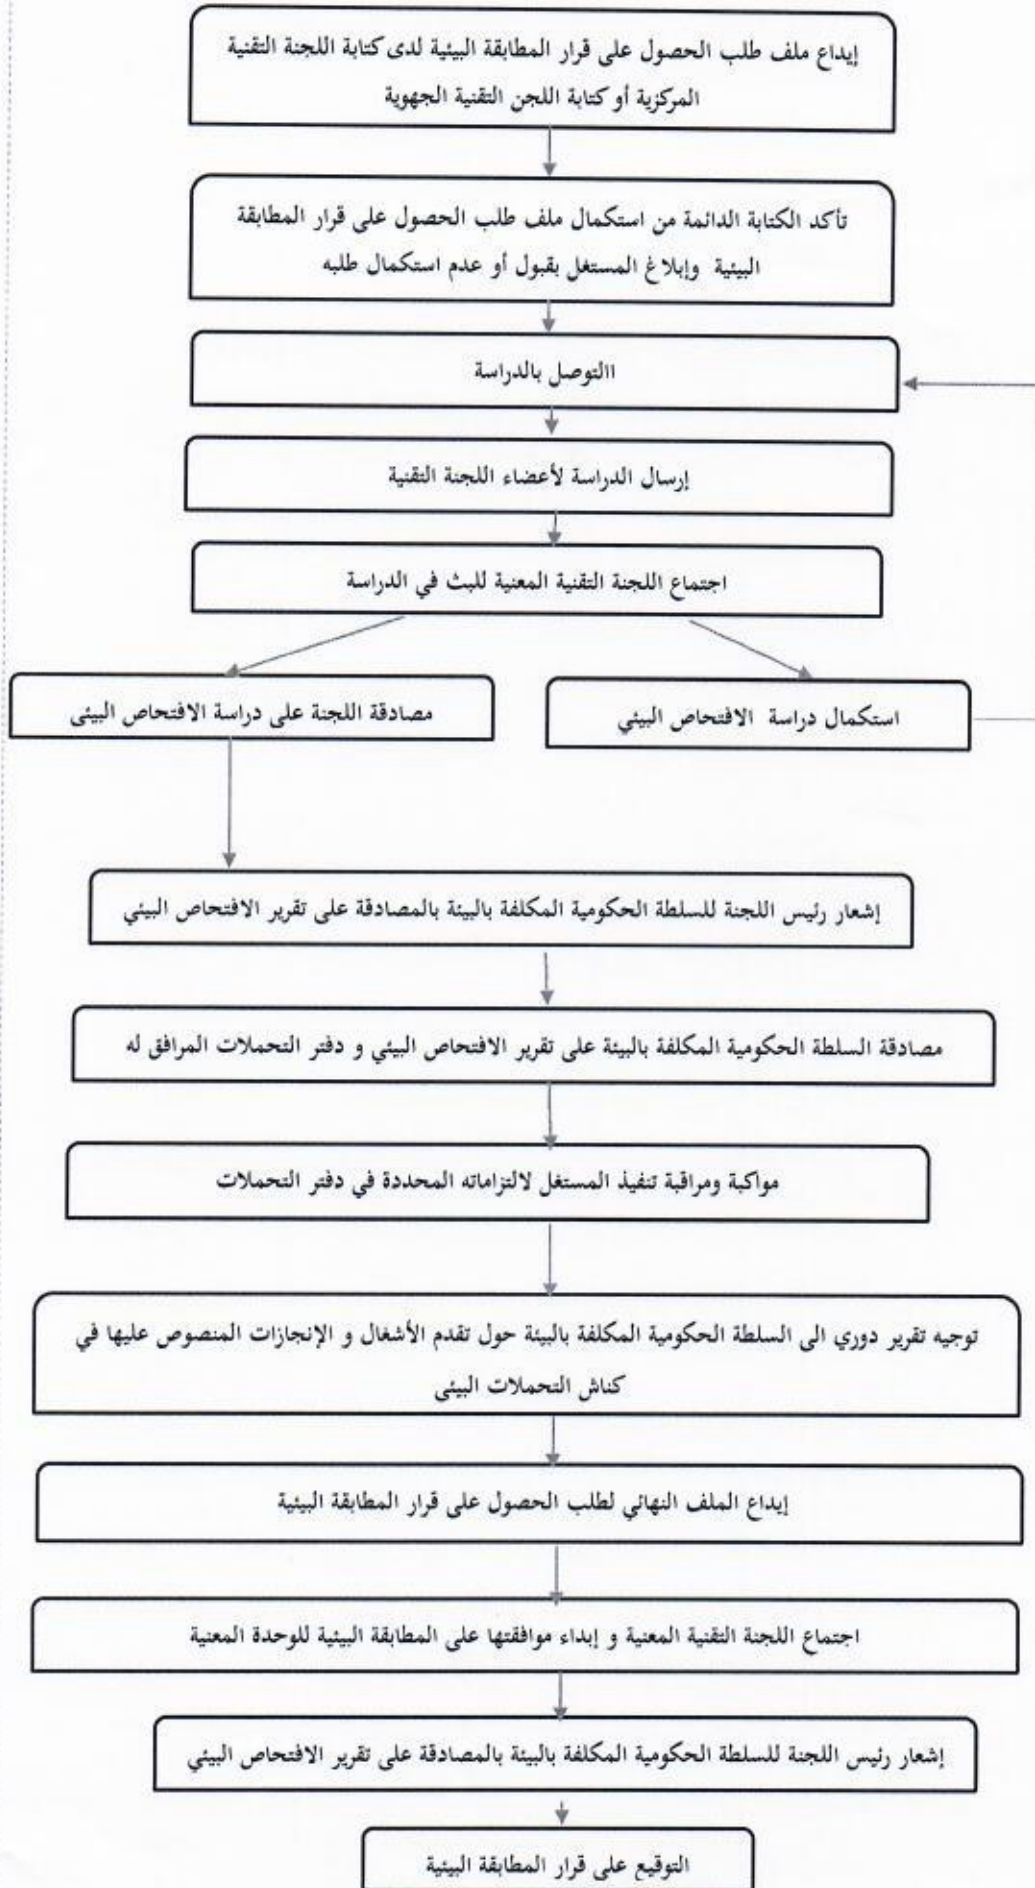 إيداع ملف طلب الحصول على قرار المطابقة البيئية لدى كتابة اللجنة التقنية
المركزية أو كتابة اللجن التقنية الجهوية
تأكد الكتابة الدائمة من استكمال ملف طلب الحصول على قرار المطابقة
البيئية وإبلاغ المستغل بقبول أو عدم استكمال طلبه
االتوصل بالدراسة
إرسال الدراسة لأعضاء اللجنة التقنية
اجتماع اللجنة التقنية المعنية للبث في الدراسة
استكمال دراسة الافتحاص البيئي
مصادقة اللجنة على دراسة الافتحاص البيئى
إشعار رئيس اللجنة للسلطة الحكومية المكلفة بالبيئة بالمصادقة على تقرير الافتحاص البيئي
مصادقة السلطة الحكومية المكلفة بالبيئة على تقرير الافتحاص البيئي و دفتر التحملات المرافق له
مواكبة ومراقبة تنفيذ المستغل لالتزاماته المحددة في دفتر التحملات
توجيه تقرير دوري الى السلطة الحكومية المكلفة بالبيئة حول تقدم الأشغال و الإنجازات المنصوص عليها في
كناش التحملات البيئى
إيداع الملف النهائي لطلب الحصول على قرار المطابقة البيئية
اجتماع اللجنة التقنية المعنية و إبداء موافقتها على المطابقة البيئية للوحدة المعنية
إشعار رئيس اللجنة للسلطة الحكومية المكلفة بالبيئة بالمصادقة على تقرير الافتحاص البيئي
التوقيع على قرار المطابقة البيئية